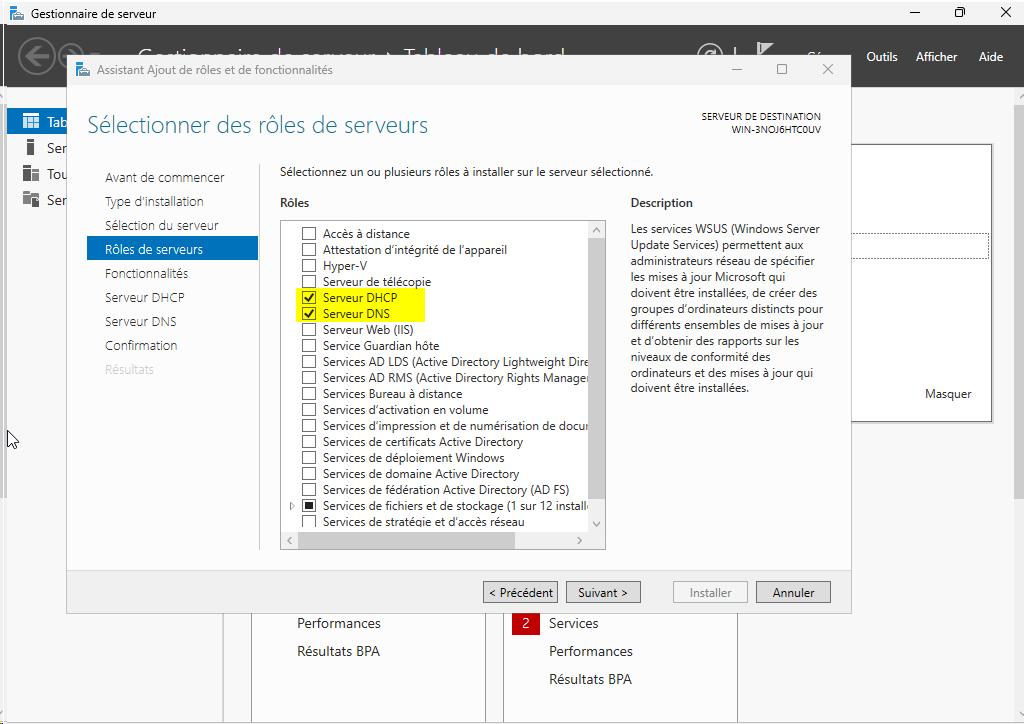 Gestionnaire de serveur
Outils Afficher Aide
Assistant Ajout de rôles et de fonctionnalités
Sélectionner des rôles de serveurs
SERVEUR DE DESTINATION
WIN-3NOJ6HTC0UV
Avant de commencer
Type d'installation
Sélection du serveur
Rôles de serveurs
Fonctionnalités
Serveur DHCP
Serveur DNS
Confirmation
Résultats
Sélectionnez un ou plusieurs rôles à installer sur le serveur sélectionné.
Rôles
Accès à distance
Attestation d'intégrité de l'appareil
Hyper-V
Serveur de télécopie
Serveur DHCP
Serveur DNS
Serveur Web (IIS)
Service Guardian hôte
Services AD LDS (Active Directory Lightweight Dire
Services AD RMS (Active Directory Rights Manage
Services Bureau à distance
Services d'activation en volume
Services d'impression et de numérisation de docu
Services de certificats Active Directory
Services de déploiement Windows
Services de domaine Active Directory
Services de fédération Active Directory (AD FS)
Services de fichiers et de stockage (1 sur 12 install
Services de stratégie et d'accès réseau
Description
Les services WSUS (Windows Server
Update Services) permettent aux
administrateurs réseau de spécifier
les mises à jour Microsoft qui
doivent être installées, de créer des
groupes d'ordinateurs distincts pour
différents ensembles de mises à jour
et d'obtenir des rapports sur les
niveaux de conformité des
ordinateurs et des mises à jour qui
doivent être installées.
Masquer
< Précédent Suivant > Installer Annuler
Tab
Ser
Tou
Ser
Performances
Résultats BPA
2 Services
Performances
Résultats BPA